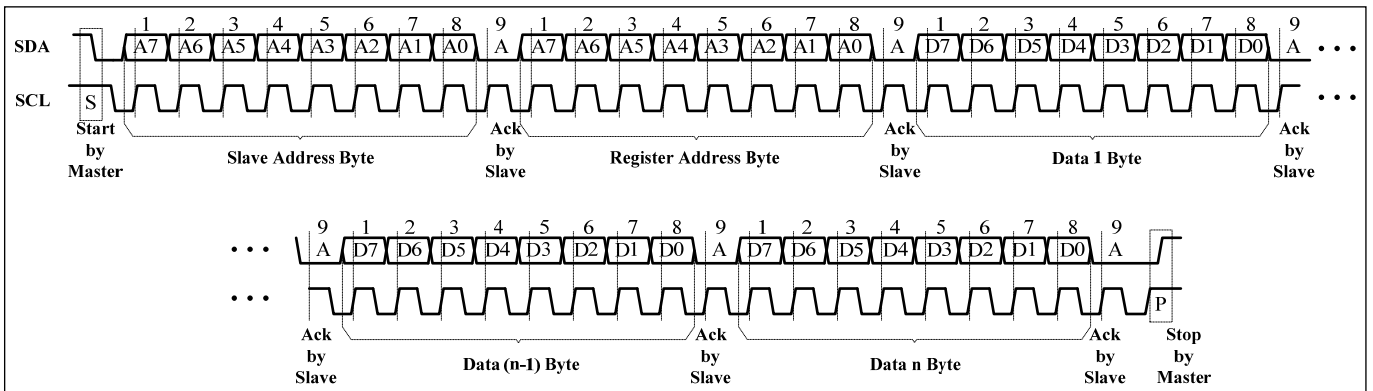 1 2 3 4 5 6 7 8 9 1 2 3 4 5 6 7 8 9 1 2 3 4 5 6 7 8 9
SDA A7 A6 A5 A4 A3 A2 A1 A0 A A7 A6 A5 A4 A3 A2 A1 A0 A D7 D6 D5 D4 D3 D2 D1 D0 A • • •
SCL S • • •
Start by Master
Slave Address Byte
Ack by Slave
Register Address Byte
Ack by Slave
Data 1 Byte
Ack by Slave
9 1 2 3 4 5 6 7 8 9 1 2 3 4 5 6 7 8 9
• • • A D7 D6 D5 D4 D3 D2 D1 D0 A D7 D6 D5 D4 D3 D2 D1 D0 A
• • • P
Ack by Slave
Data (n-1) Byte
Ack by Slave
Data n Byte
Ack by Slave
Stop by Master